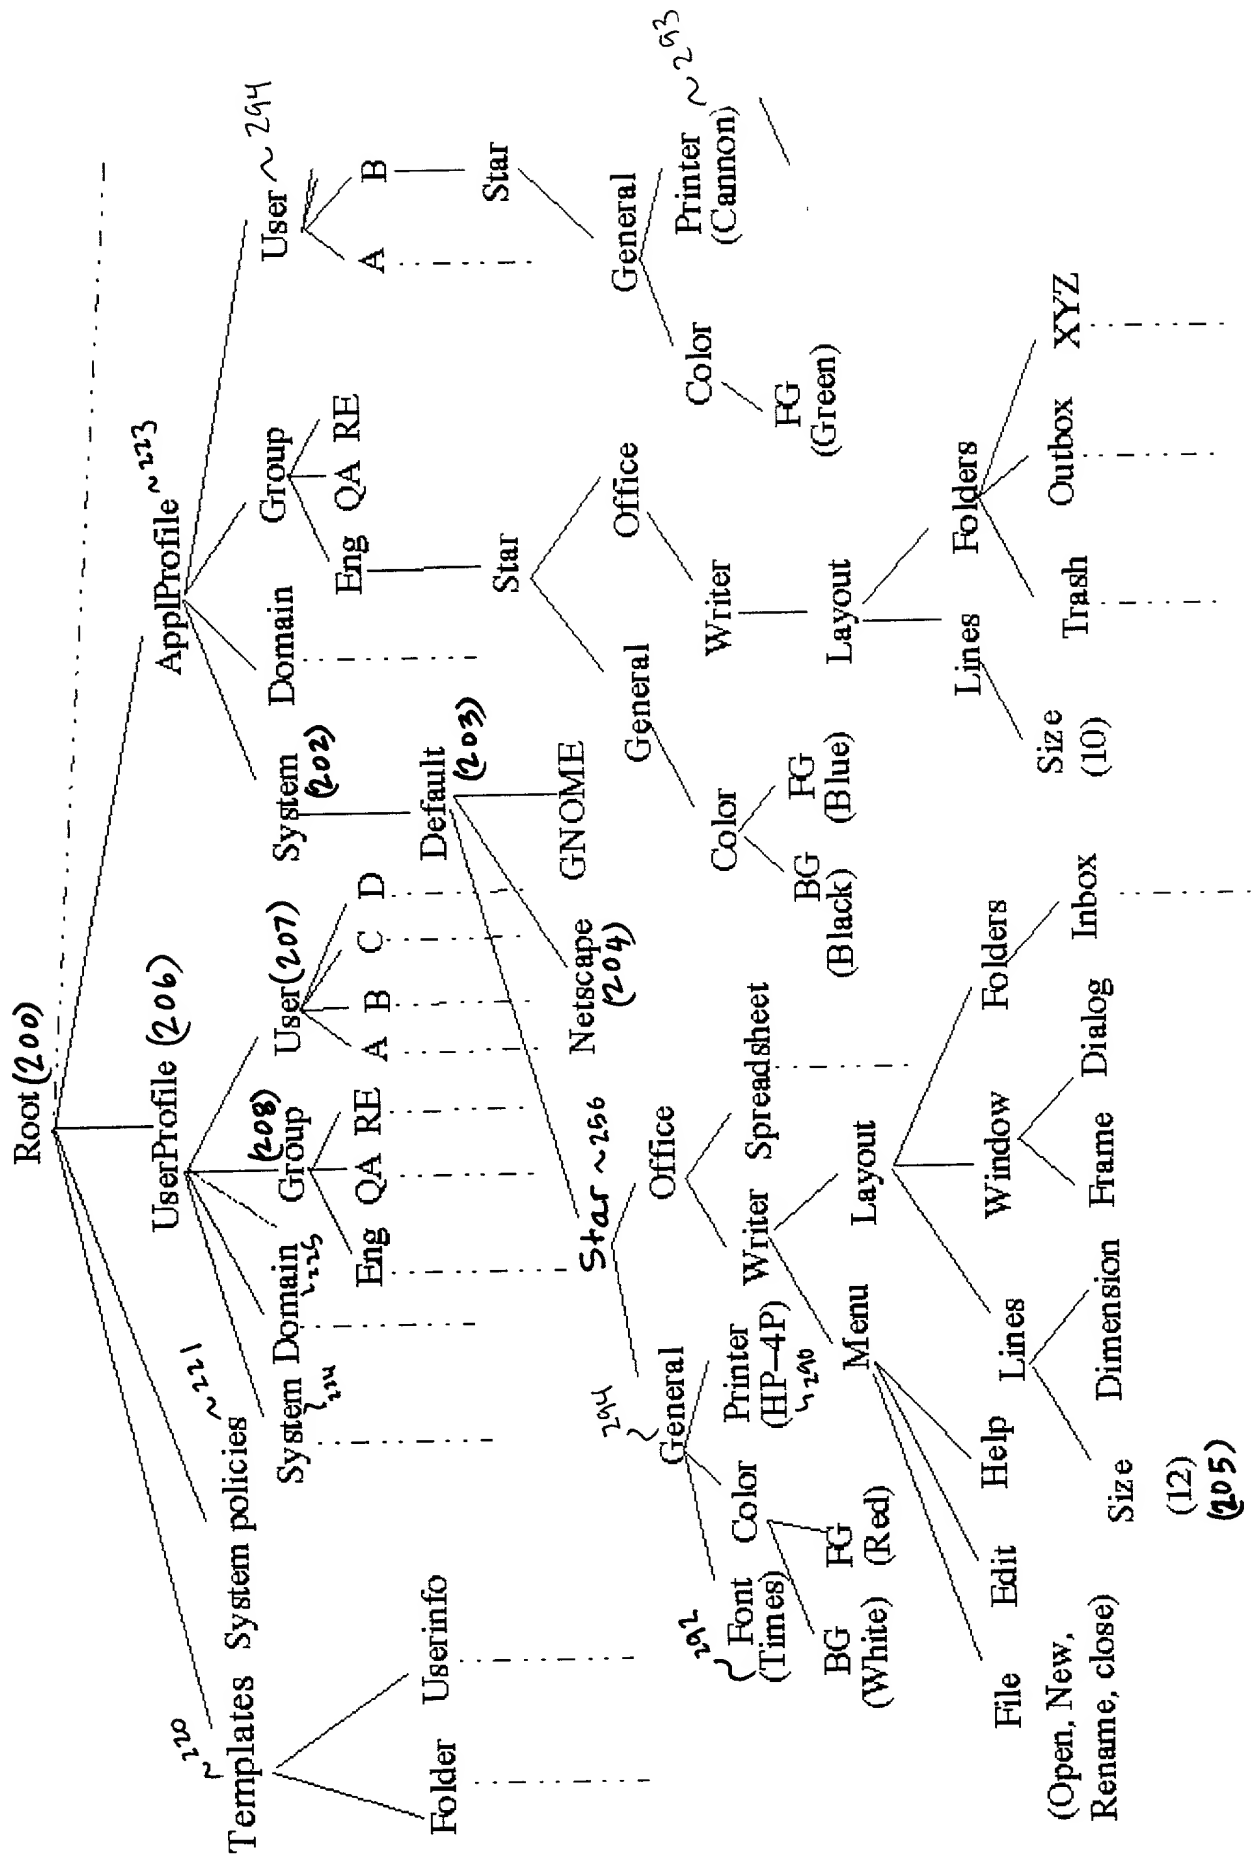 Root (200)
Templates ~220
System policies ~221
UserProfile (206)
ApplProfile ~223
Folder
Userinfo
System
224
Domain
~225
Group
(208)
User (207)
System
(202)
Domain
Group
User ~294
Eng
QA
RE
A
B
C
D
Default
(203)
Eng
QA
RE
A
B
Star ~256
Netscape
(204)
GNOME
Star
Star
General
294
Office
General
Office
General
Font
(Times)
292
Color
Printer
(HP-4P)
290
Writer
Spreadsheet
Color
Writer
Color
Printer ~293
(Cannon)
BG
(White)
FG
(Red)
Menu
Layout
BG
(Black)
FG
(Blue)
Layout
FG
(Green)
File
(Open, New,
Rename, close)
Edit
Help
Lines
Window
Folders
Lines
Folders
Size
(12)
(205)
Dimension
Frame
Dialog
Inbox
Size
(10)
Trash
Outbox
XYZ